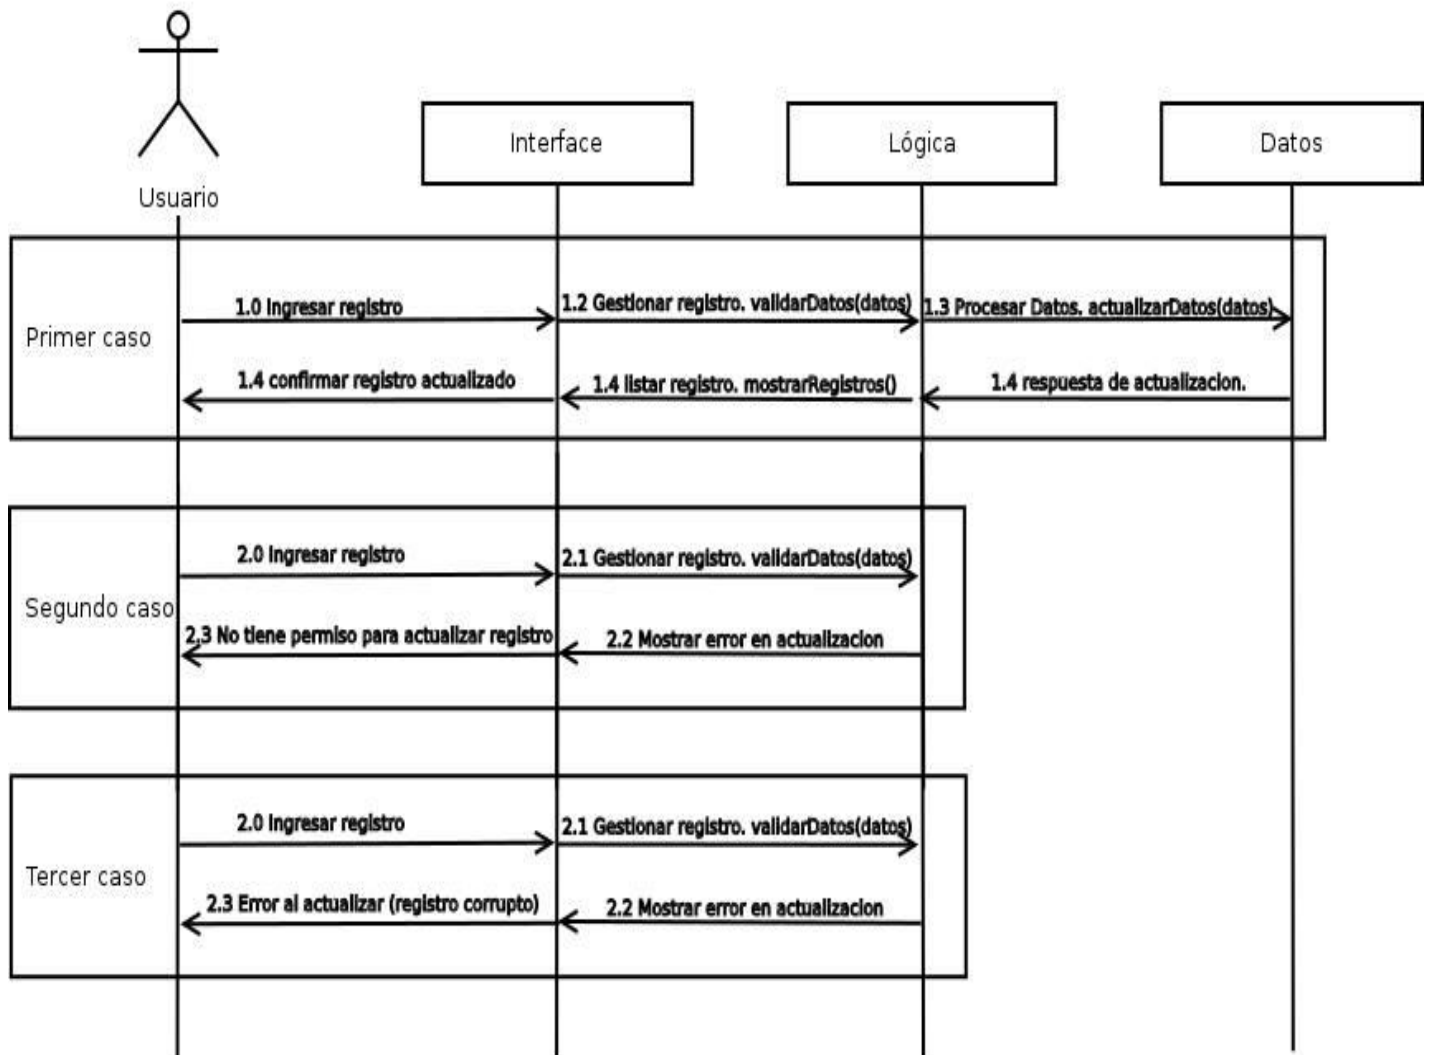 Usuario
Interface
Lógica
Datos
Primer caso
1.0 Ingresar registro
1.2 Gestionar registro. validarDatos(datos)
1.3 Procesar Datos. actualizarDatos(datos)
1.4 confirmar registro actualizado
1.4 listar registro. mostrarRegistros()
1.4 respuesta de actualizacion.
Segundo caso
2.0 Ingresar registro
2.1 Gestionar registro. validarDatos(datos)
2.3 No tiene permiso para actualizar registro
2.2 Mostrar error en actualizacion
Tercer caso
2.0 Ingresar registro
2.1 Gestionar registro. validarDatos(datos)
2.3 Error al actualizar (registro corrupto)
2.2 Mostrar error en actualizacion